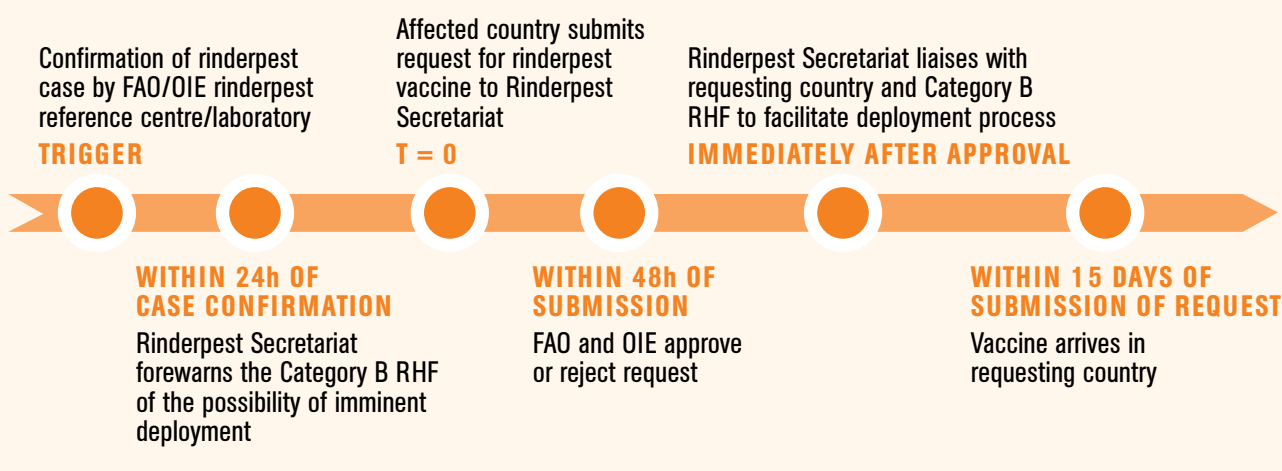 Confirmation of rinderpest
case by FAO/OIE rinderpest
reference centre/laboratory
TRIGGER
WITHIN 24h OF
CASE CONFIRMATION
Rinderpest Secretariat
forewarns the Category B RHF
of the possibility of imminent
deployment
Affected country submits
request for rinderpest
vaccine to Rinderpest
Secretariat
T = 0
WITHIN 48h OF
SUBMISSION
FAO and OIE approve
or reject request
Rinderpest Secretariat liaises with
requesting country and Category B
RHF to facilitate deployment process
IMMEDIATELY AFTER APPROVAL
WITHIN 15 DAYS OF
SUBMISSION OF REQUEST
Vaccine arrives in
requesting country